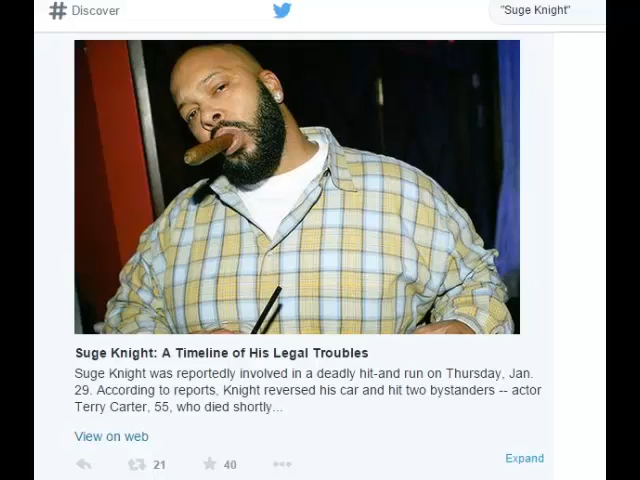 # Discover
"Suge Knight"
Suge Knight: A Timeline of His Legal Troubles
Suge Knight was reportedly involved in a deadly hit-and run on Thursday, Jan.
29. According to reports, Knight reversed his car and hit two bystanders -- actor
Terry Carter, 55, who died shortly...
View on web
21 40
Expand